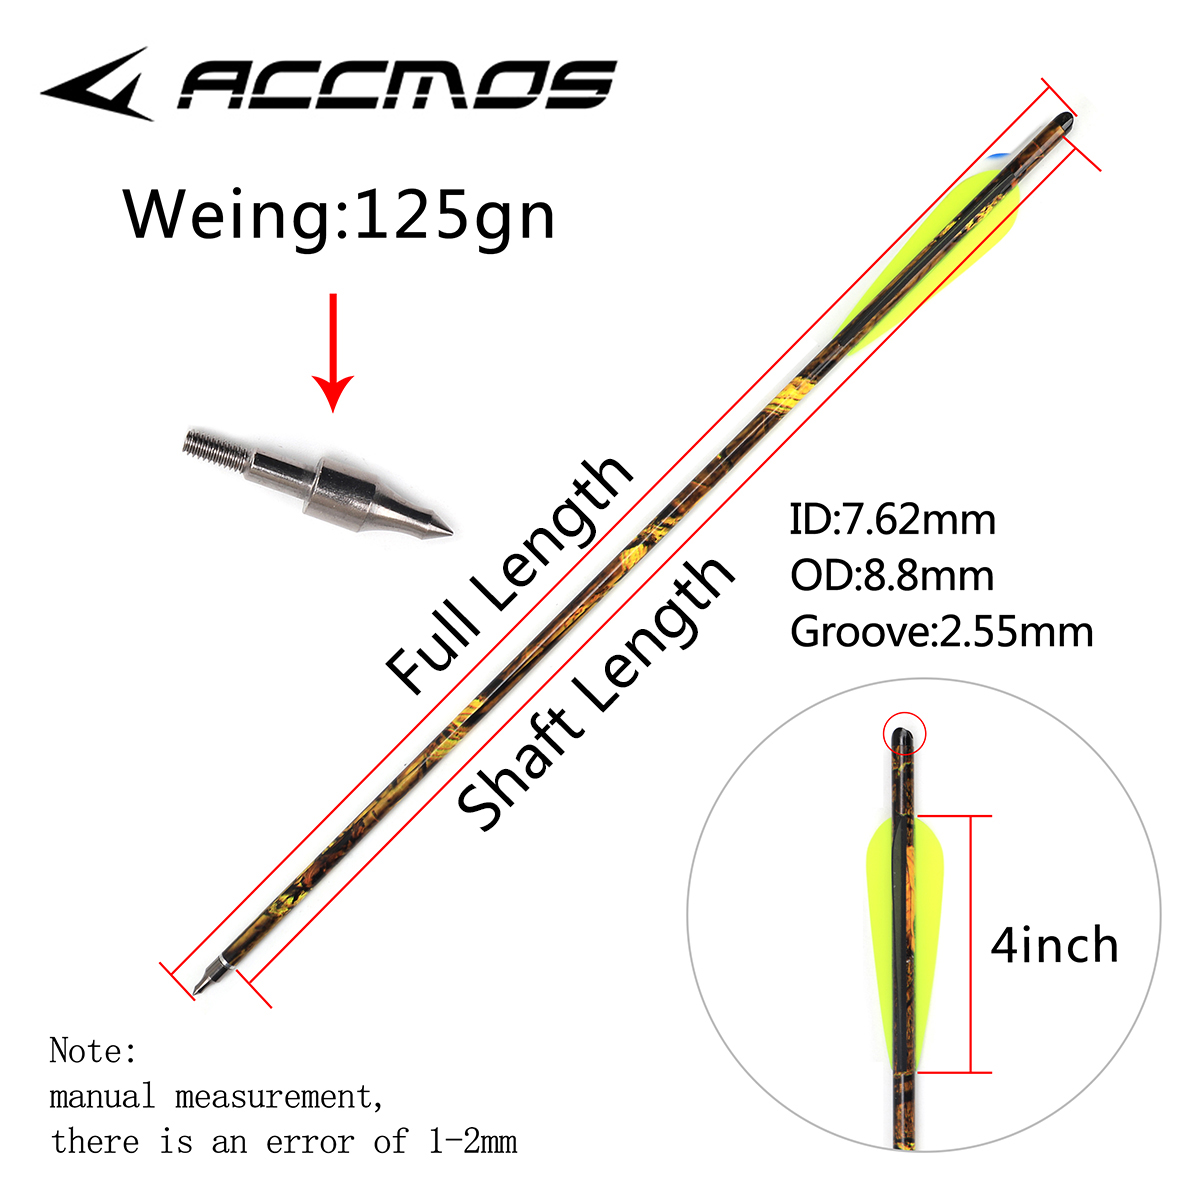 ACCMOS
Weing:125gn
Full Length
Shaft Length
ID:7.62mm
OD:8.8mm
Groove:2.55mm
4inch
Note:
manual measurement,
there is an error of 1-2mm